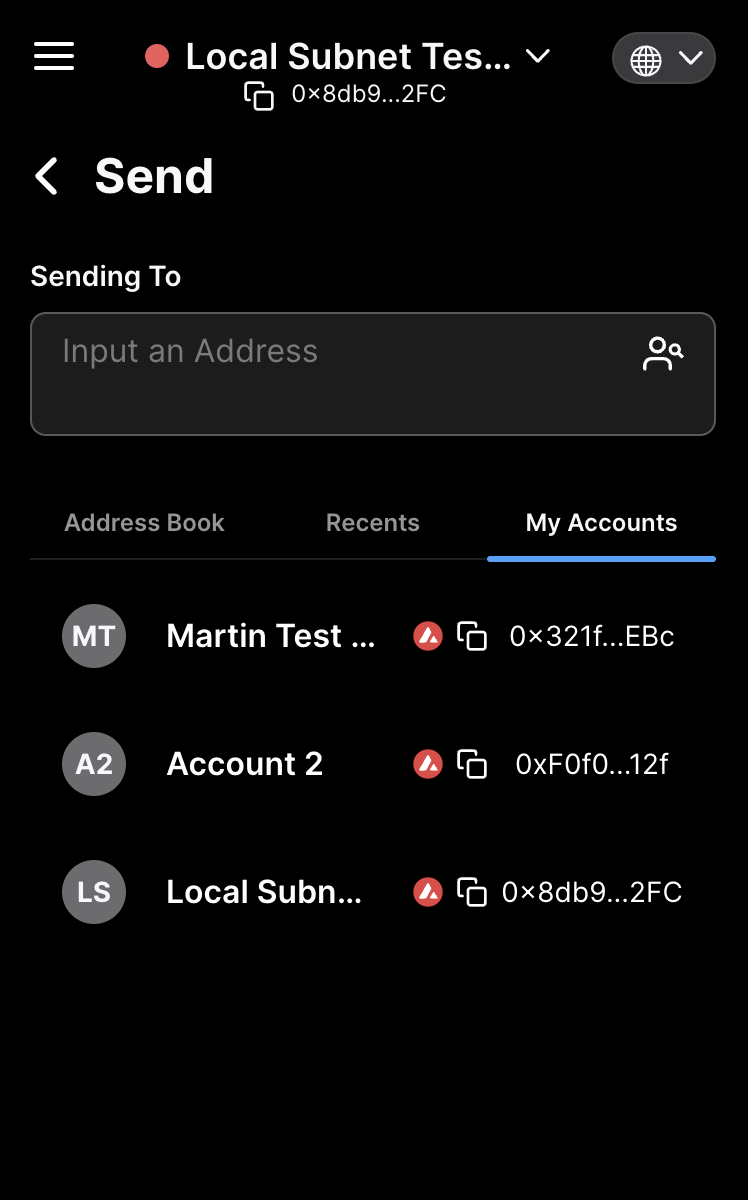 Local Subnet Tes...
0×8db9...2FC
Send
Sending To
Input an Address
Address Book Recents My Accounts
MT Martin Test ... 0×321f...EBc
A2 Account 2 0xF0f0...12f
LS Local Subn... 0×8db9...2FC